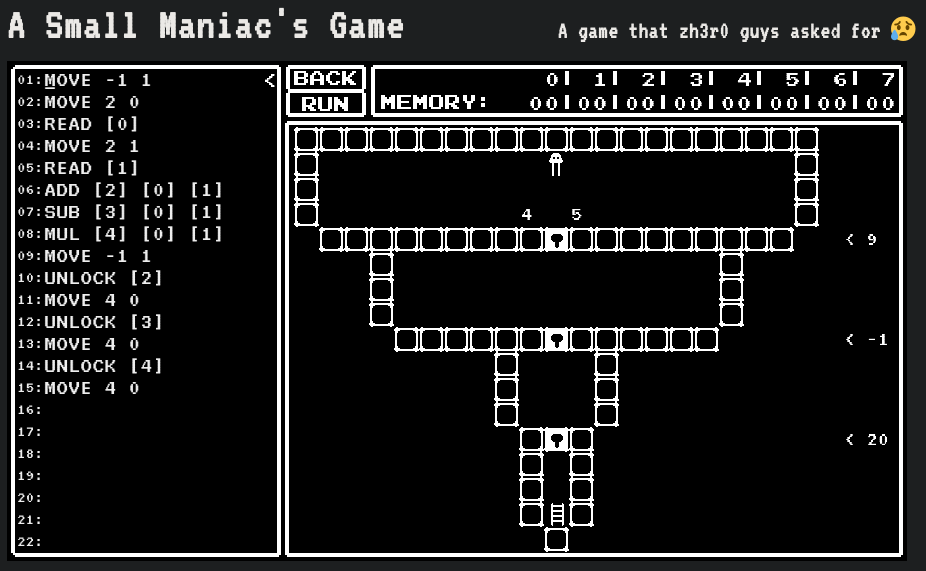 A Small Maniac's Game
A game that zh3r0 guys asked for 😥
01:MOVE -1 1 <
02:MOVE 2 0
03:READ [0]
04:MOVE 2 1
05:READ [1]
06:ADD [2] [0] [1]
07:SUB [3] [0] [1]
08:MUL [4] [0] [1]
09:MOVE -1 1
10:UNLOCK [2]
11:MOVE 4 0
12:UNLOCK [3]
13:MOVE 4 0
14:UNLOCK [4]
15:MOVE 4 0
16:
17:
18:
19:
20:
21:
22:
BACK
RUN
0| 1| 2| 3| 4| 5| 6| 7
MEMORY: 00|00|00|00|00|00|00|00
4 5
< 9
< -1
< 20